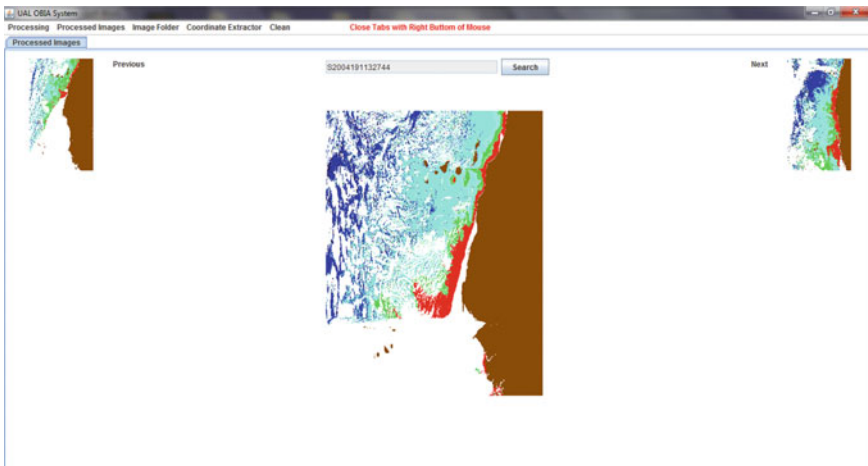 UAL OBIA System
Processing Processed Images Image Folder Coordinate Extractor Clean Close Tabs with Right Buttom of Mouse
Processed Images
Previous S2004191132744 Search Next